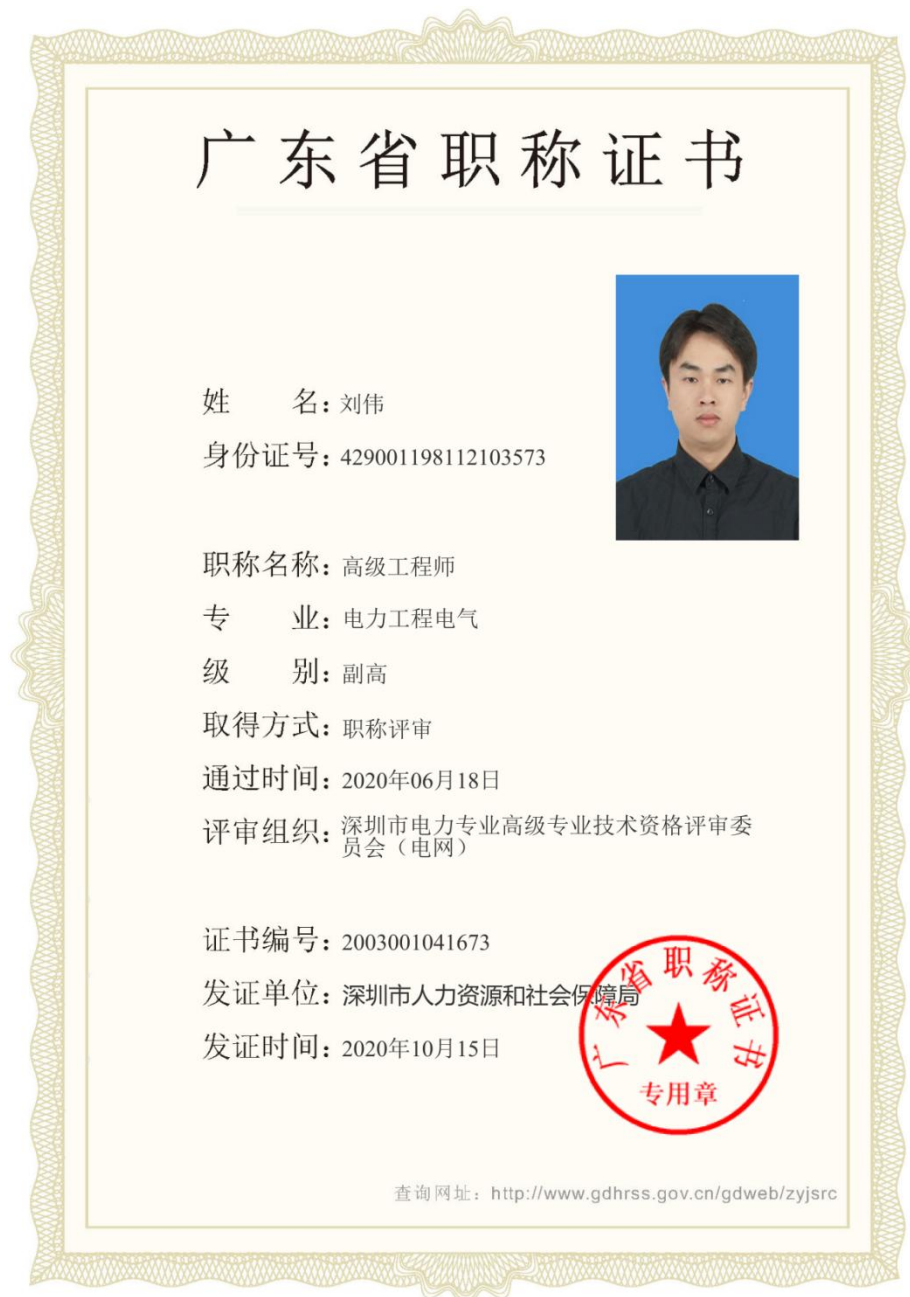 广东省职称证书
姓 名：刘伟
身份证号：429001198112103573
职称名称：高级工程师
专 业：电力工程电气
级 别：副高
取得方式：职称评审
通过时间：2020年06月18日
评审组织：深圳市电力专业高级专业技术资格评审委
员会（电网）
证书编号：2003001041673
发证单位：深圳市人力资源和社会保障局
发证时间：2020年10月15日
广东省职称证书
专用章
查询网址：http://www.gdhrss.gov.cn/gdweb/zyjsrc